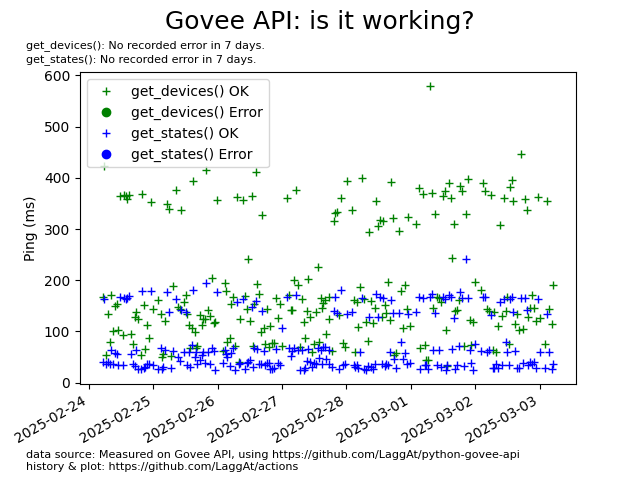 Govee API: is it working?
get_devices(): No recorded error in 7 days.
get_states(): No recorded error in 7 days.
get_devices() OK
get_devices() Error
get_states() OK
get_states() Error
Ping (ms)
600
500
400
300
200
100
0
2025-02-24
2025-02-25
2025-02-26
2025-02-27
2025-02-28
2025-03-01
2025-03-02
2025-03-03
data source: Measured on Govee API, using https://github.com/LaggAt/python-govee-api
history & plot: https://github.com/LaggAt/actions